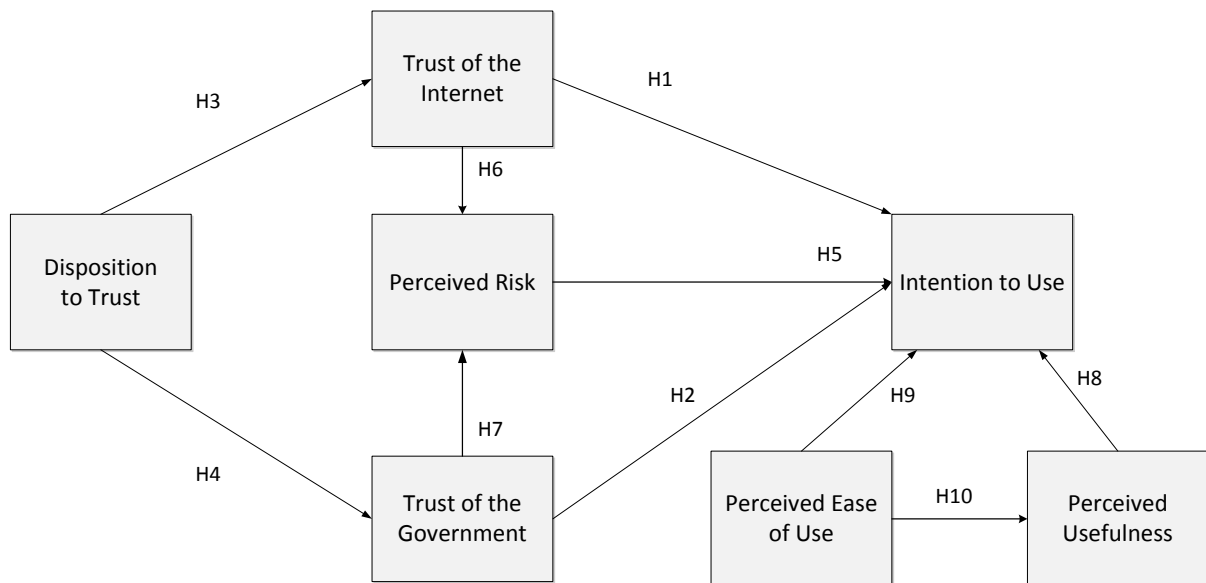 Trust of the
Internet
H1
H3
H6
Disposition
to Trust
Perceived Risk
H5
Intention to Use
H2
H9
H8
H7
H4
Trust of the
Government
Perceived Ease
of Use
H10
Perceived
Usefulness